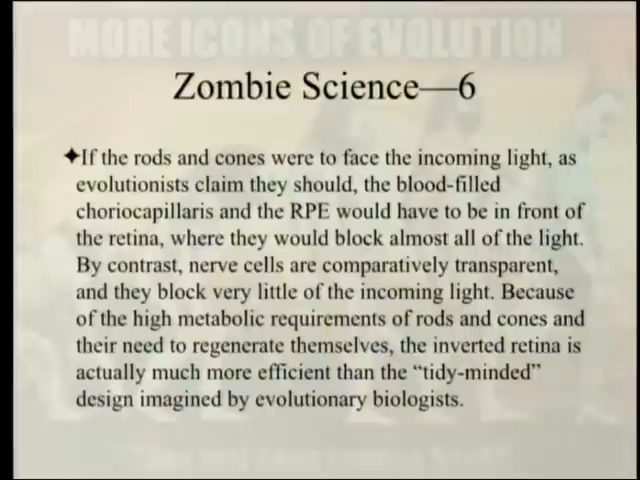 MORE ICONS OF EVOLUTION
Zombie Science—6
✦If the rods and cones were to face the incoming light, as
evolutionists claim they should, the blood-filled
choriocapillaris and the RPE would have to be in front of
the retina, where they would block almost all of the light.
By contrast, nerve cells are comparatively transparent,
and they block very little of the incoming light. Because
of the high metabolic requirements of rods and cones and
their need to regenerate themselves, the inverted retina is
actually much more efficient than the “tidy-minded”
design imagined by evolutionary biologists.